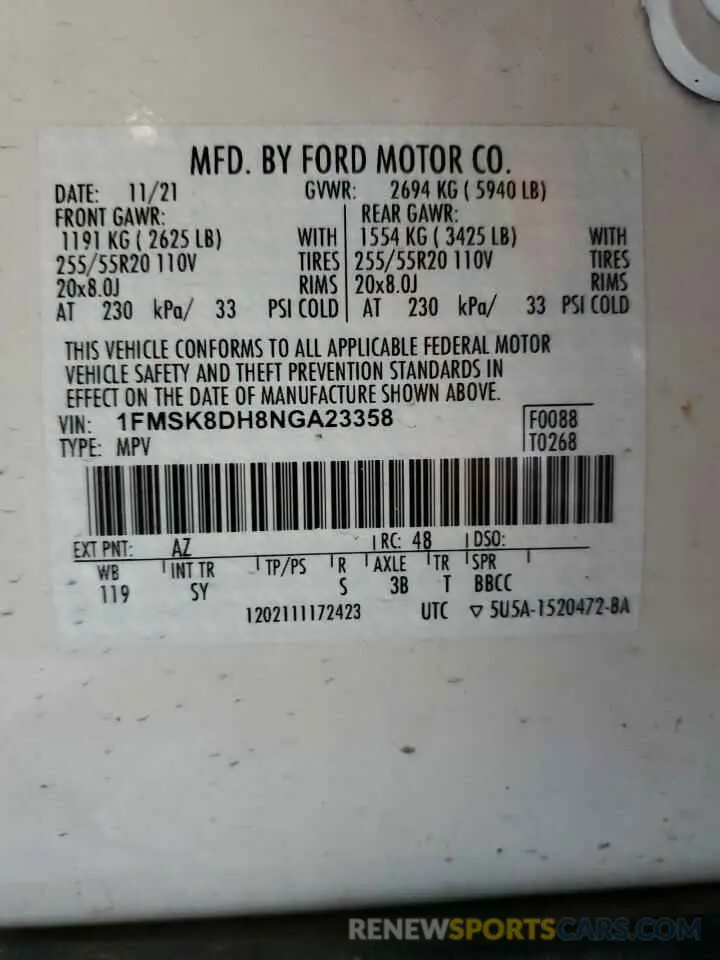 MFD. BY FORD MOTOR CO.
DATE: 11/21 GVWR: 2694 KG ( 5940 LB)
FRONT GAWR: REAR GAWR:
1191 KG ( 2625 LB) WITH 1554 KG ( 3425 LB) WITH
255/55R20 110V TIRES 255/55R20 110V TIRES
20x8.0J RIMS 20x8.0J RIMS
AT 230 kPa/ 33 PSI COLD AT 230 kPa/ 33 PSI COLD
THIS VEHICLE CONFORMS TO ALL APPLICABLE FEDERAL MOTOR
VEHICLE SAFETY AND THEFT PREVENTION STANDARDS IN
EFFECT ON THE DATE OF MANUFACTURE SHOWN ABOVE.
VIN: 1FMSK8DH8NGA23358 F0088
TYPE: MPV T0268
EXT PNT: AZ RC: 48 DSO:
WB INT TR TP/PS R AXLE TR SPR
119 SY S 3B T BBCC
1202111172423 UTC ▽ 5U5A-1520472-BA
RENEWSPORTSCARS.COM